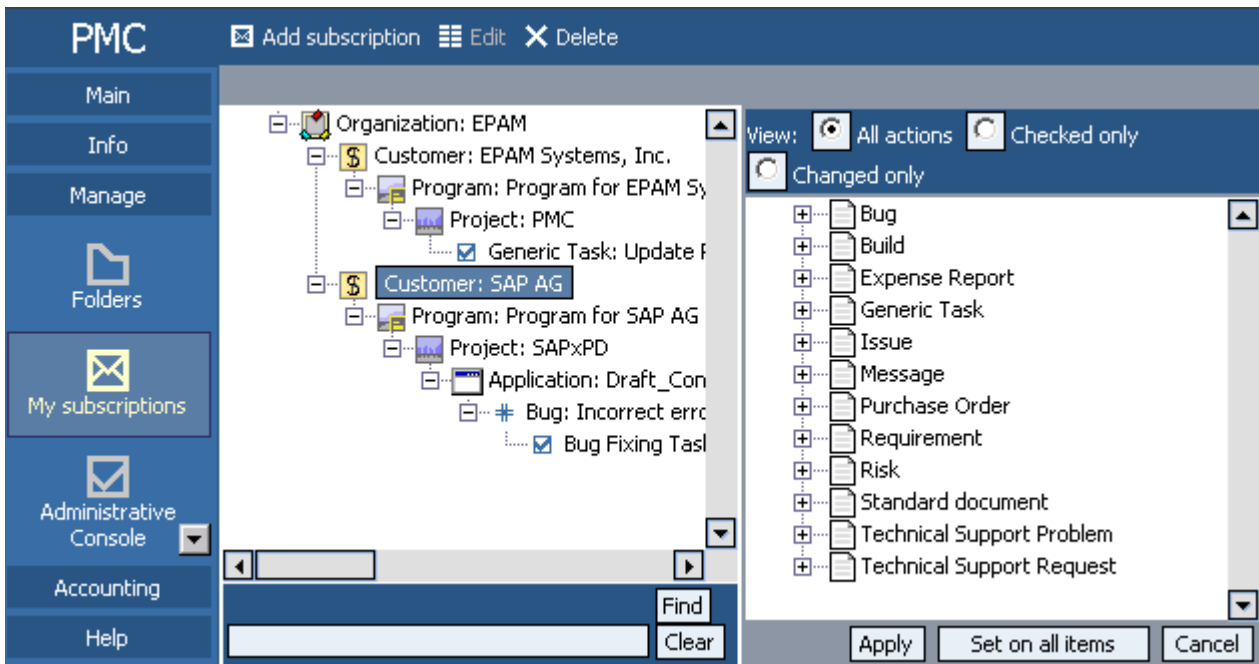 PMC
Add subscription Edit Delete
Main
Info
Manage
Folders
My subscriptions
Administrative
Console
Accounting
Help
Organization: EPAM
Customer: EPAM Systems, Inc.
Program: Program for EPAM Sy
Project: PMC
Generic Task: Update
Customer: SAP AG
Program: Program for SAP AG
Project: SAPxPD
Application: Draft_Con
Bug: Incorrect erro
Bug Fixing Tas
Find
Clear
View: All actions Checked only
Changed only
Bug
Build
Expense Report
Generic Task
Issue
Message
Purchase Order
Requirement
Risk
Standard document
Technical Support Problem
Technical Support Request
Apply Set on all items Cancel